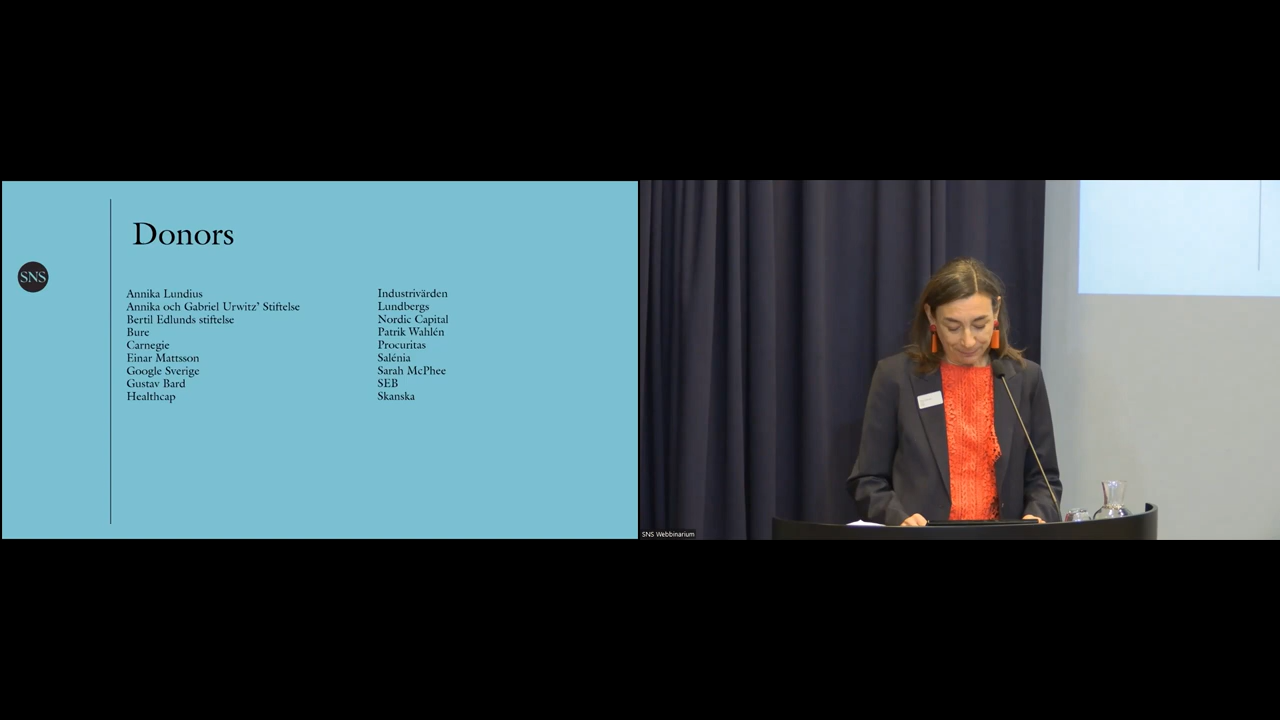 Donors
SNS
Annika Lundius
Annika och Gabriel Urwitz' Stiftelse
Bertil Edlunds stiftelse
Bure
Carnegie
Einar Mattsson
Google Sverige
Gustav Bard
Healthcap
Industrivärden
Lundbergs
Nordic Capital
Patrik Wahlén
Procuritas
Salénia
Sarah McPhee
SEB
Skanska
SNS Webbinarium